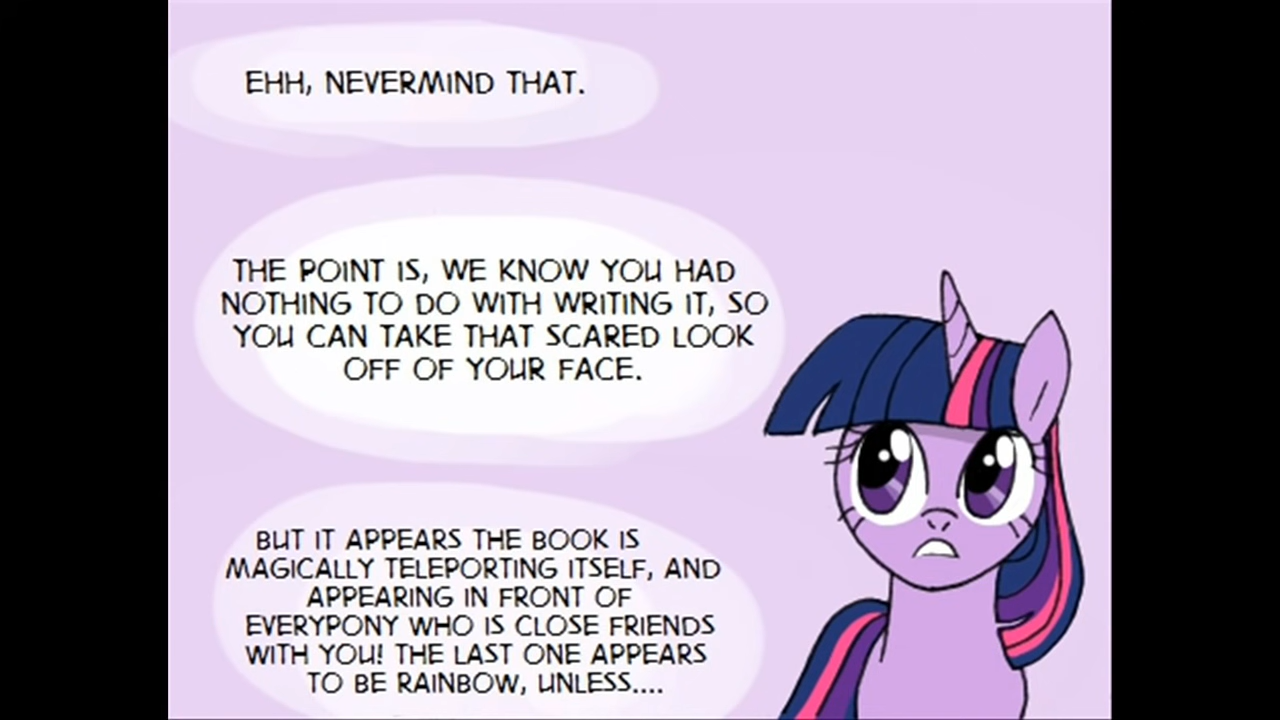 EHH, NEVERMIND THAT.
THE POINT IS, WE KNOW YOU HAD
NOTHING TO DO WITH WRITING IT, SO
YOU CAN TAKE THAT SCARED LOOK
OFF OF YOUR FACE.
BUT IT APPEARS THE BOOK IS
MAGICALLY TELEPORTING ITSELF, AND
APPEARING IN FRONT OF
EVERYPONY WHO IS CLOSE FRIENDS
WITH YOU! THE LAST ONE APPEARS
TO BE RAINBOW, UNLESS....